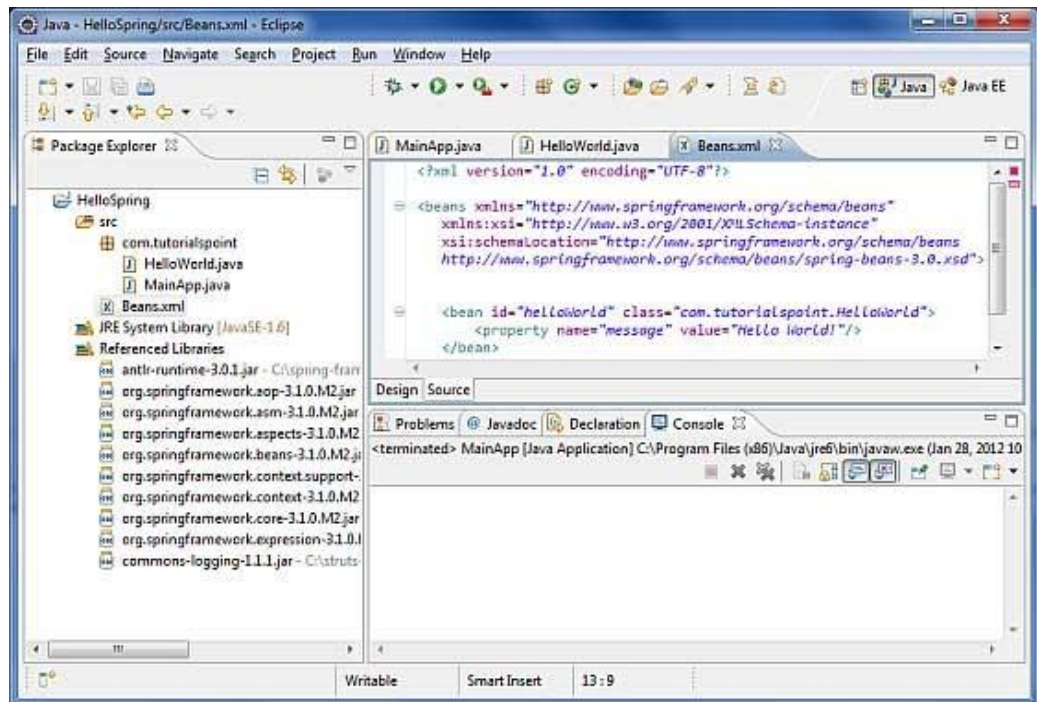 Java - HelloSpring/src/Beans.xml - Eclipse
File Edit Source Navigate Search Project Run Window Help
Java Java EE
Package Explorer
HelloSpring
src
com.tutorialspoint
HelloWorld.java
MainApp.java
Beans.xml
JRE System Library [JavaSE-1.6]
Referenced Libraries
antlr-runtime-3.0.1.jar - C:\spring-fram
org.springframework.aop-3.1.0.M2.jar
org.springframework.asm-3.1.0.M2.jar
org.springframework.aspects-3.1.0.M2
org.springframework.beans-3.1.0.M2.ja
org.springframework.context.support-
org.springframework.context-3.1.0.M2
org.springframework.core-3.1.0.M2.jar
org.springframework.expression-3.1.0.
commons-logging-1.1.1.jar - C:\struts-
MainApp.java HelloWorld.java Beans.xml
<?xml version="1.0" encoding="UTF-8"?>
<beans xmlns="http://www.springframework.org/schema/beans"
xmlns:xsi="http://www.w3.org/2001/XMLSchema-instance"
xsi:schemaLocation="http://www.springframework.org/schema/beans
http://www.springframework.org/schema/beans/spring-beans-3.0.xsd">
<bean id="helloWorld" class="com.tutorialspoint.HelloWorld">
<property name="message" value="Hello World!"/>
</bean>
Design Source
Problems @ Javadoc Declaration Console
<terminated> MainApp [Java Application] C:\Program Files (x86)\Java\jre6\bin\javaw.exe (Jan 28, 2012 10
Writable Smart Insert 13:9